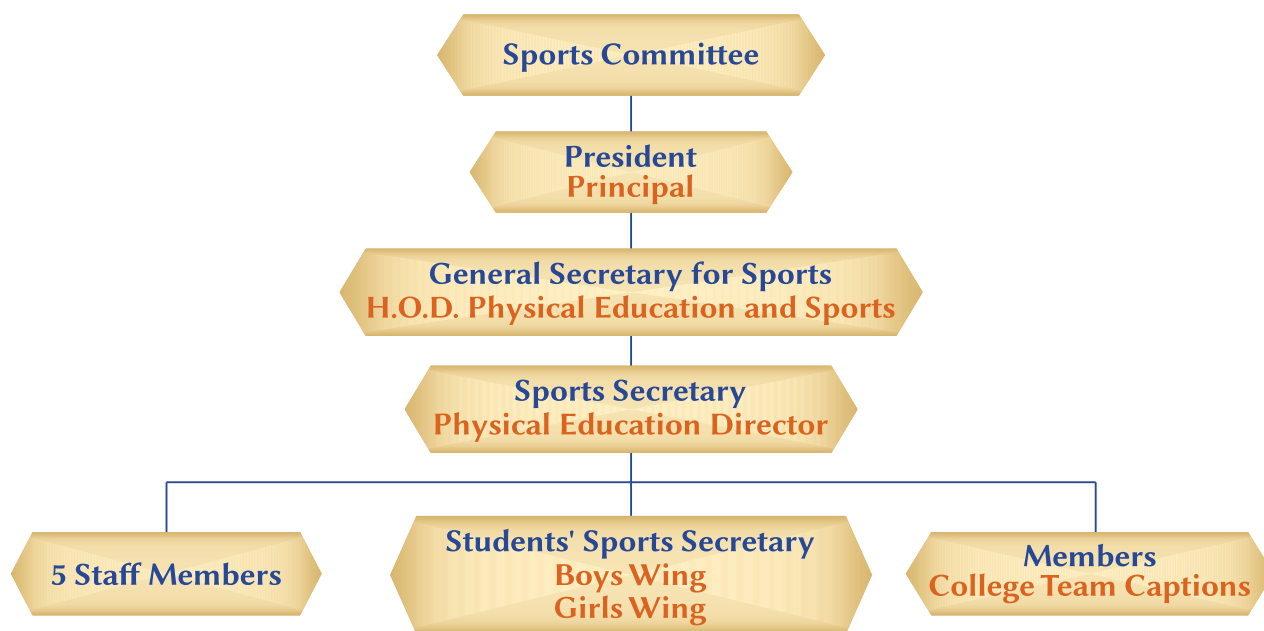 Sports Committee
President
Principal
General Secretary for Sports
H.O.D. Physical Education and Sports
Sports Secretary
Physical Education Director
5 Staff Members
Students' Sports Secretary
Boys Wing
Girls Wing
Members
College Team Captions